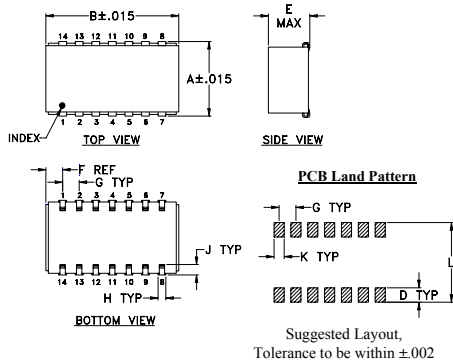 B±.015
E
MAX
14 13 12 11 10 9 8
A±.015
1 2 3 4 5 6 7
INDEX
TOP VIEW
SIDE VIEW
F REF
G TYP
PCB Land Pattern
1 2 3 4 5 6 7
G TYP
J TYP
K TYP
L
14 13 12 11 10 9 8
H TYP
D TYP
BOTTOM VIEW
Suggested Layout,
Tolerance to be within ±.002